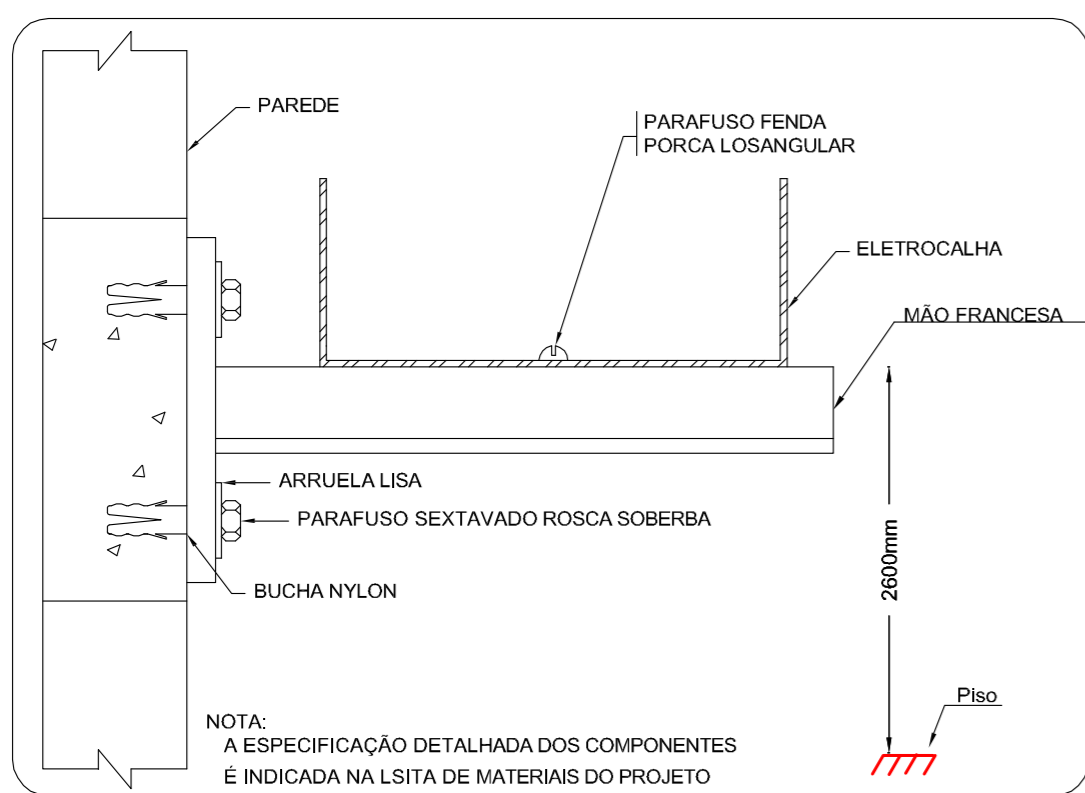 PAREDE
PARAFUSO FENDA
PORCA LOSANGULAR
ELETROCALHA
MÃO FRANCESA
ARRUELA LISA
PARAFUSO SEXTAVADO ROSCA SOBERBA
BUCHA NYLON
2600mm
Piso
NOTA:
A ESPECIFICAÇÃO DETALHADA DOS COMPONENTES
É INDICADA NA LSITA DE MATERIAIS DO PROJETO